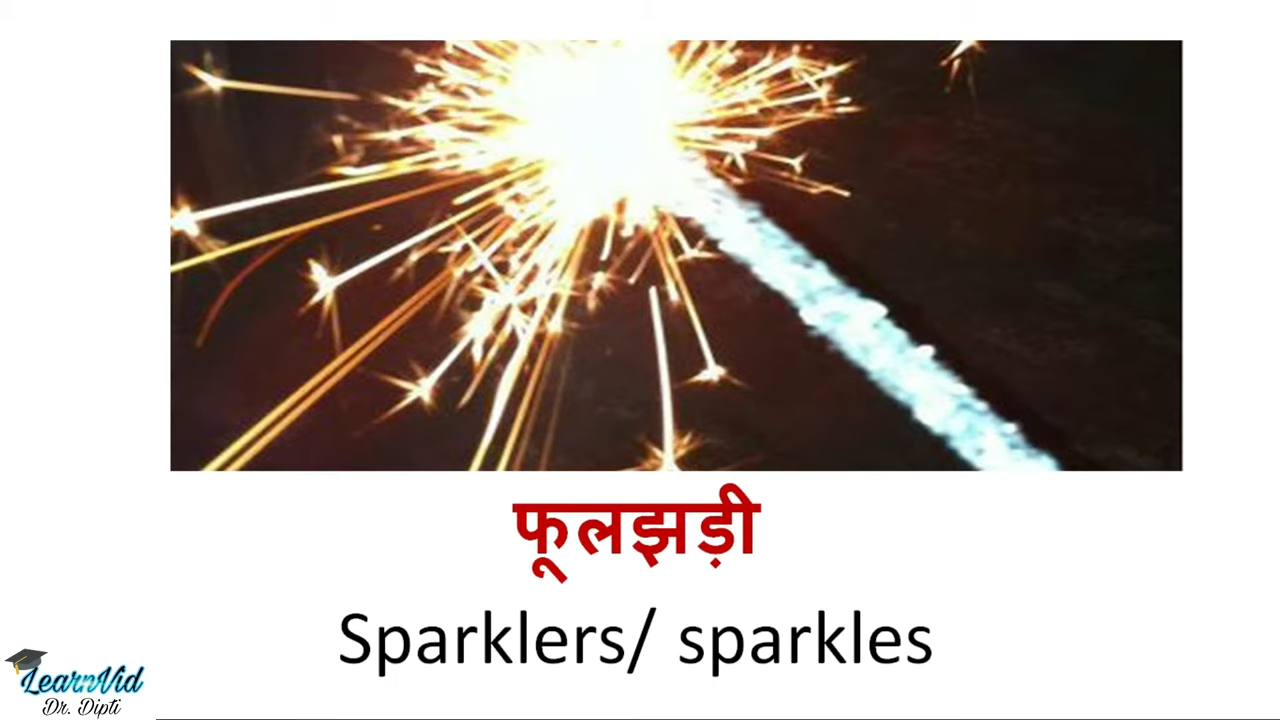 फूलझड़ी
Sparklers/ sparkles
LearnVid
Dr. Dipti